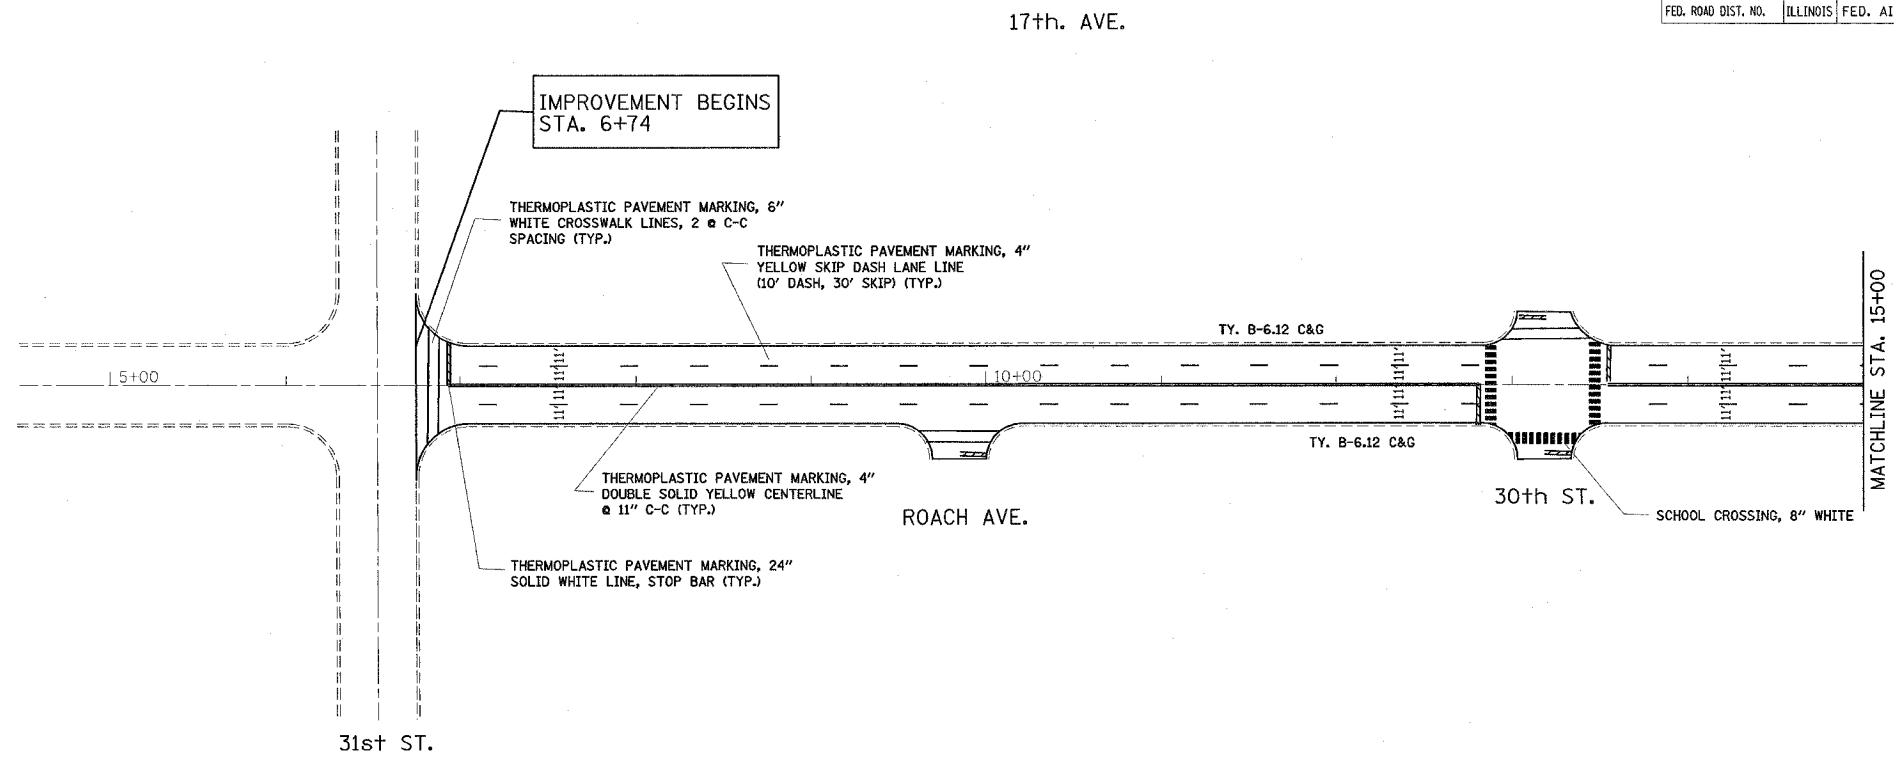 FED. ROAD DIST. NO. ILLINOIS FED. AI
17th. AVE.
IMPROVEMENT BEGINS
STA. 6+74
THERMOPLASTIC PAVEMENT MARKING, 6"
WHITE CROSSWALK LINES, 2 @ C-C
SPACING (TYP.)
THERMOPLASTIC PAVEMENT MARKING, 4"
YELLOW SKIP DASH LANE LINE
(10' DASH, 30' SKIP) (TYP.)
TY. B-6.12 C&G
MATCHLINE STA. 15+00
5+00
10+00
11' 11' 11' 11'
11' 11' 11' 11'
11' 11' 11' 11'
TY. B-6.12 C&G
THERMOPLASTIC PAVEMENT MARKING, 4"
DOUBLE SOLID YELLOW CENTERLINE
@ 11" C-C (TYP.)
ROACH AVE.
30th ST.
SCHOOL CROSSING, 8" WHITE
THERMOPLASTIC PAVEMENT MARKING, 24"
SOLID WHITE LINE, STOP BAR (TYP.)
31st ST.